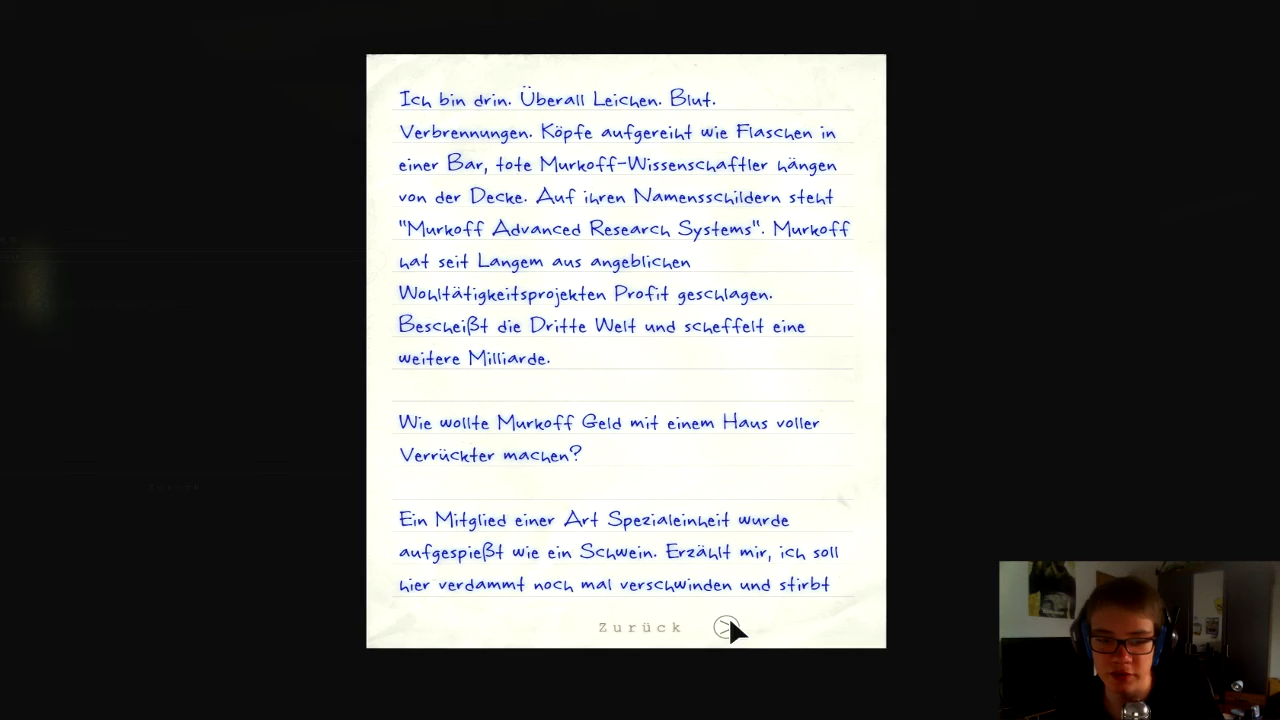 Ich bin drin. Überall Leichen. Blut.
Verbrennungen. Köpfe aufgereiht wie Flaschen in
einer Bar, tote Murkoff-Wissenschaftler hängen
von der Decke. Auf ihren Namensschildern steht
"Murkoff Advanced Research Systems". Murkoff
hat seit Langem aus angeblichen
Wohltätigkeitsprojekten Profit geschlagen.
Bescheißt die Dritte Welt und scheffelt eine
weitere Milliarde.
Wie wollte Murkoff Geld mit einem Haus voller
Verrückter machen?
Ein Mitglied einer Art Spezialeinheit wurde
aufgespießt wie ein Schwein. Erzählt mir, ich soll
hier verdammt noch mal verschwinden und stirbt
Zurück >